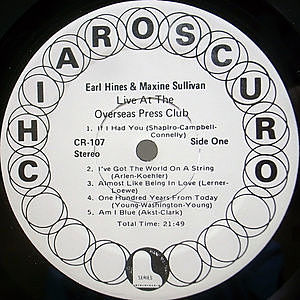 CHIAROSCURO
Earl Hines & Maxine Sullivan
Live At The
Overseas Press Club
1. If I Had You (Shapiro-Campbell-
Connelly)
CR-107
Side One
Stereo
2. I've Got The World On A String
(Arlen-Koehler)
3. Almost Like Being In Love (Lerner-
Loewe)
4. One Hundred Years From Today
(Young-Washington-Young)
5. Am I Blue (Akst-Clark)
Total Time: 21:49
SERIES